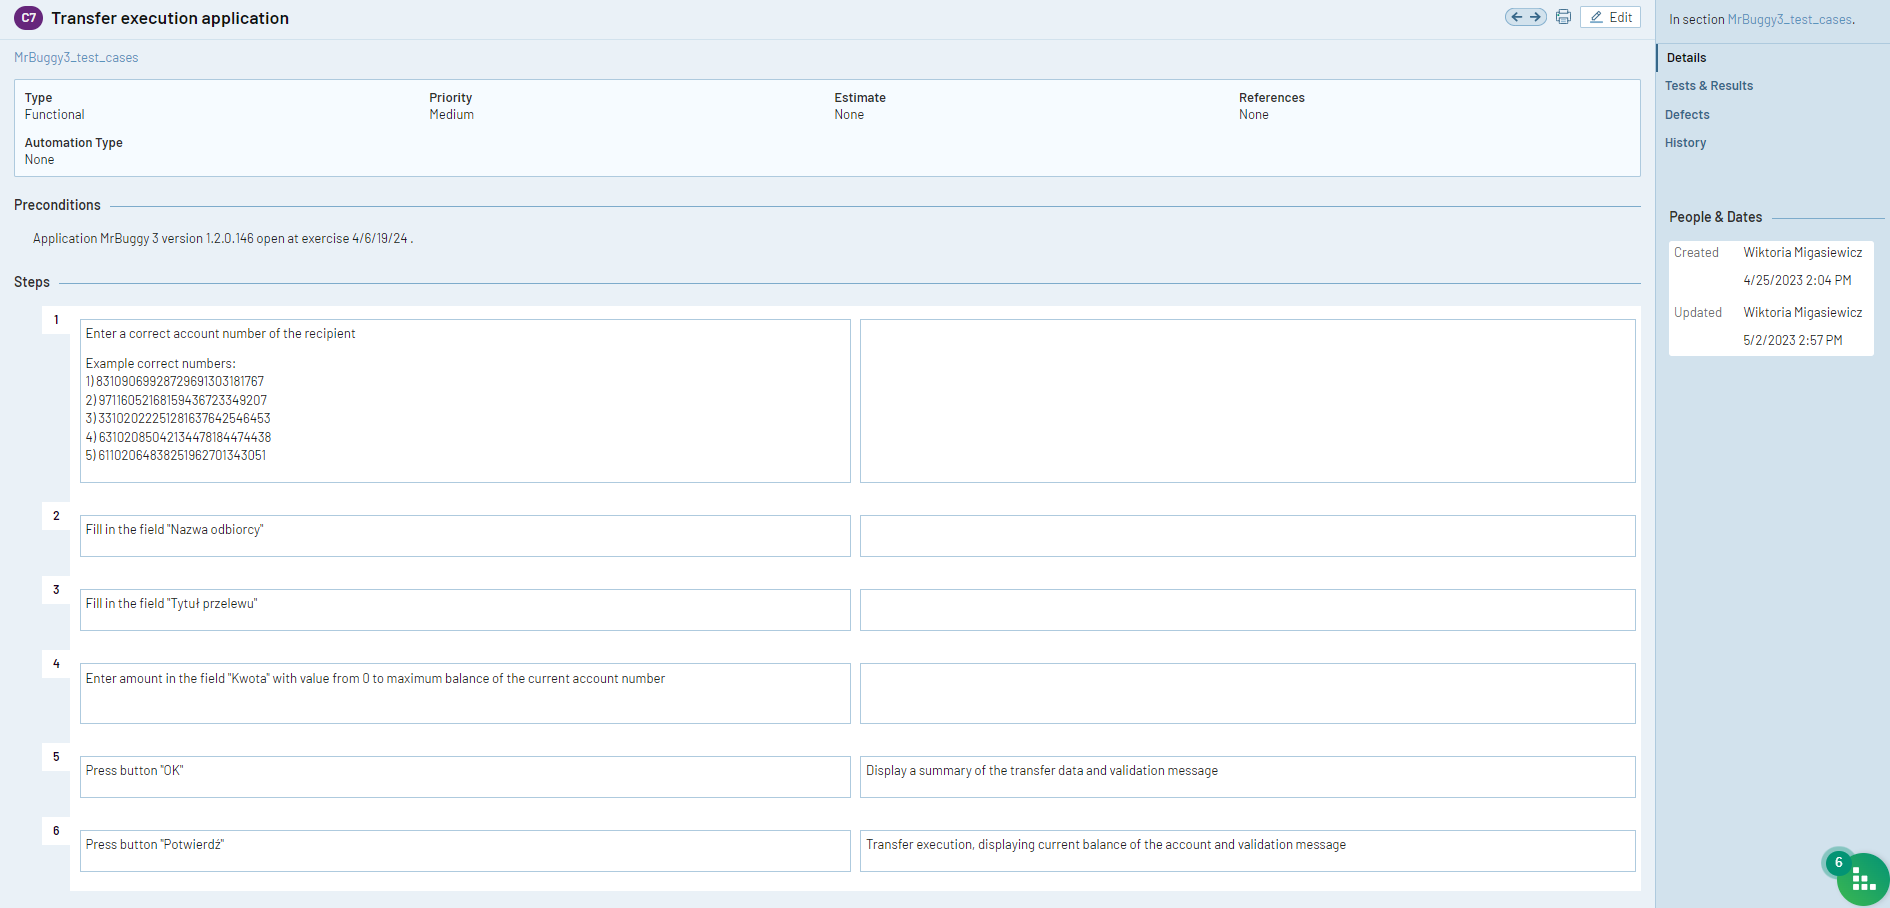 C7 Transfer execution application
Edit
MrBuggy3_test_cases
Type
Functional
Priority
Medium
Estimate
None
References
None
Automation Type
None
Preconditions
Application MrBuggy 3 version 1.2.0.146 open at exercise 4/6/19/24 .
Steps
1
Enter a correct account number of the recipient
Example correct numbers:
1) 83109069928729691303181767
2) 97116052168159436723349207
3) 33102022251281637642546453
4) 63102085042134478184474438
5) 61102064838251962701343051
2
Fill in the field "Nazwa odbiorcy"
3
Fill in the field "Tytuł przelewu"
4
Enter amount in the field "Kwota" with value from 0 to maximum balance of the current account number
5
Press button "OK"
Display a summary of the transfer data and validation message
6
Press button "Potwierdź"
Transfer execution, displaying current balance of the account and validation message
In section MrBuggy3_test_cases.
Details
Tests & Results
Defects
History
People & Dates
Created
Wiktoria Migasiewicz
4/25/2023 2:04 PM
Updated
Wiktoria Migasiewicz
5/2/2023 2:57 PM
6